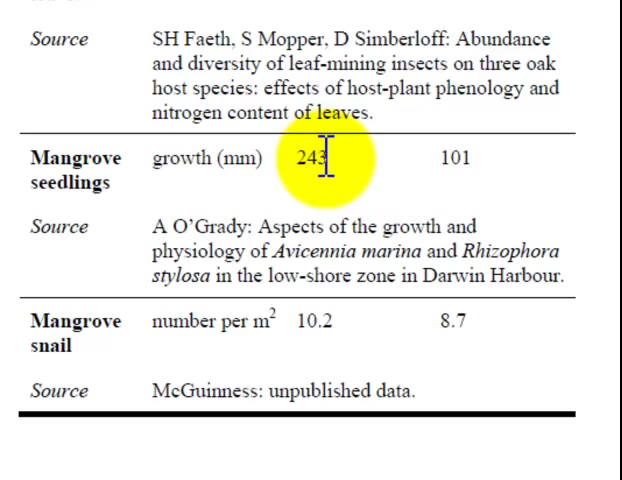 Source SH Faeth, S Mopper, D Simberloff: Abundance
and diversity of leaf-mining insects on three oak
host species: effects of host-plant phenology and
nitrogen content of leaves.
Mangrove growth (mm) 243 101
seedlings
Source A O’Grady: Aspects of the growth and
physiology of Avicennia marina and Rhizophora
stylosa in the low-shore zone in Darwin Harbour.
Mangrove number per m² 10.2 8.7
snail
Source McGuinness: unpublished data.